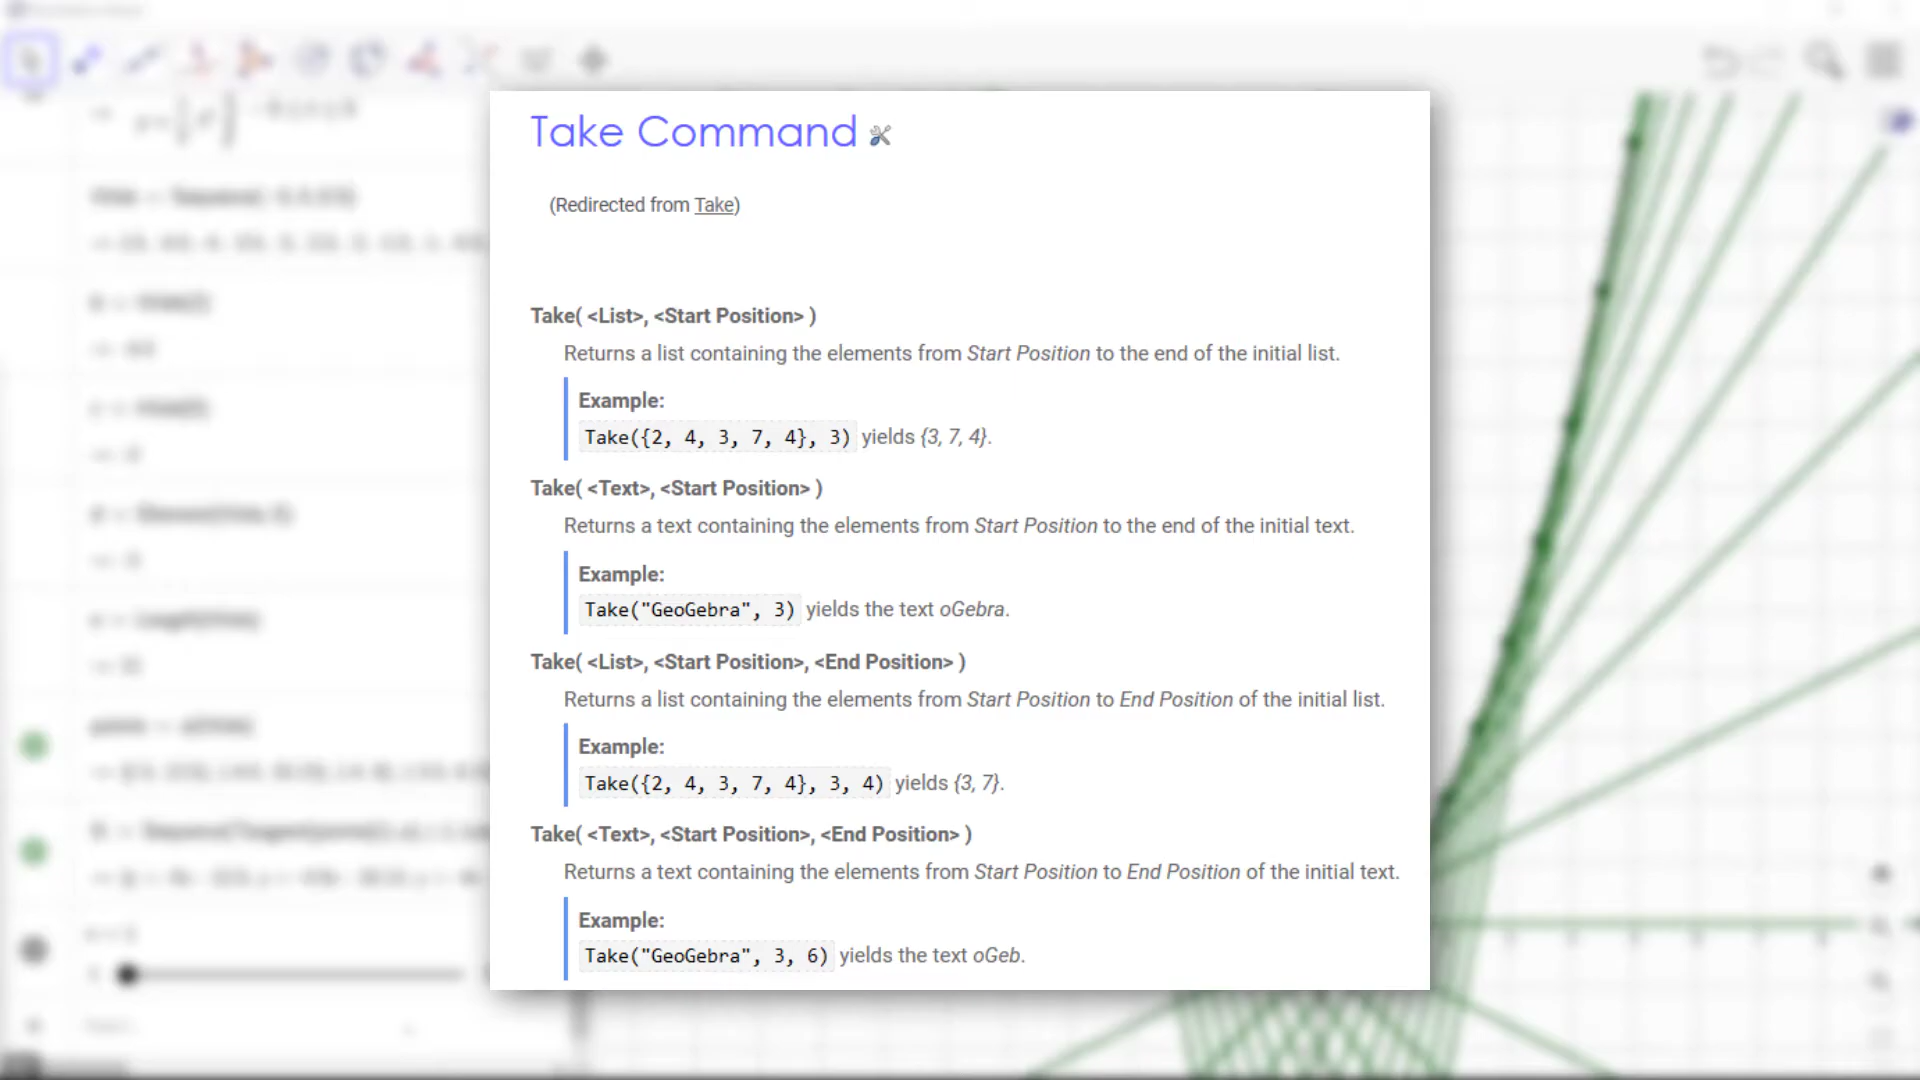 Take Command
(Redirected from Take)
Take( <List>, <Start Position> )
Returns a list containing the elements from Start Position to the end of the initial list.
Example:
Take({2, 4, 3, 7, 4}, 3) yields {3, 7, 4}.
Take( <Text>, <Start Position> )
Returns a text containing the elements from Start Position to the end of the initial text.
Example:
Take("GeoGebra", 3) yields the text oGebra.
Take( <List>, <Start Position>, <End Position> )
Returns a list containing the elements from Start Position to End Position of the initial list.
Example:
Take({2, 4, 3, 7, 4}, 3, 4) yields {3, 7}.
Take( <Text>, <Start Position>, <End Position> )
Returns a text containing the elements from Start Position to End Position of the initial text.
Example:
Take("GeoGebra", 3, 6) yields the text oGeb.